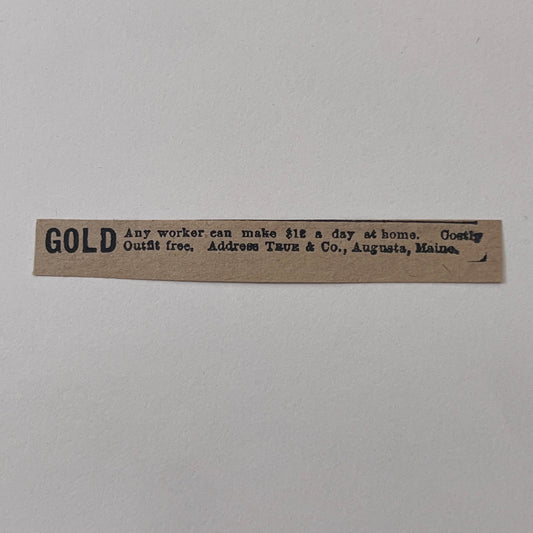 GOLD Any worker can make $12 a day at home. Costly
Outfit free. Address TRUE & Co., Augusta, Maine.